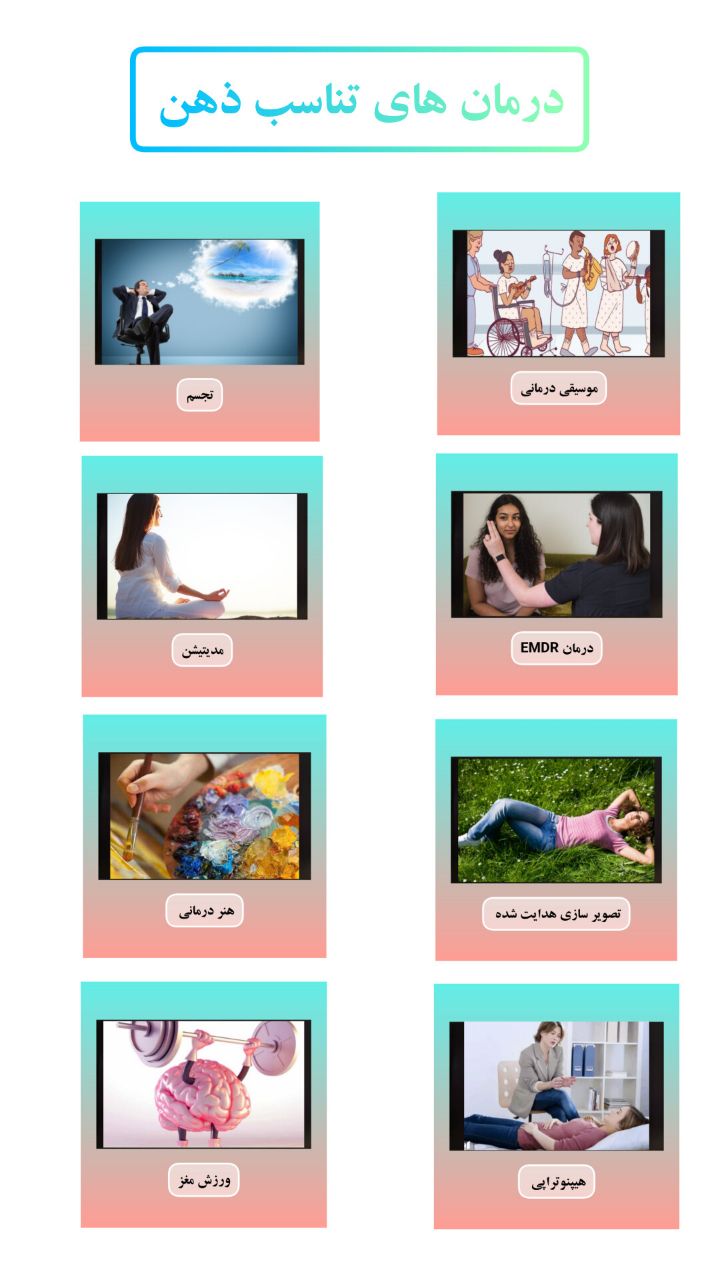 درمان های تناسب ذهن
موسیقی درمانی
تجسم
درمان EMDR
مدیتیشن
تصویر سازی هدایت شده
هنر درمانی
هیپنوتراپی
ورزش مغز